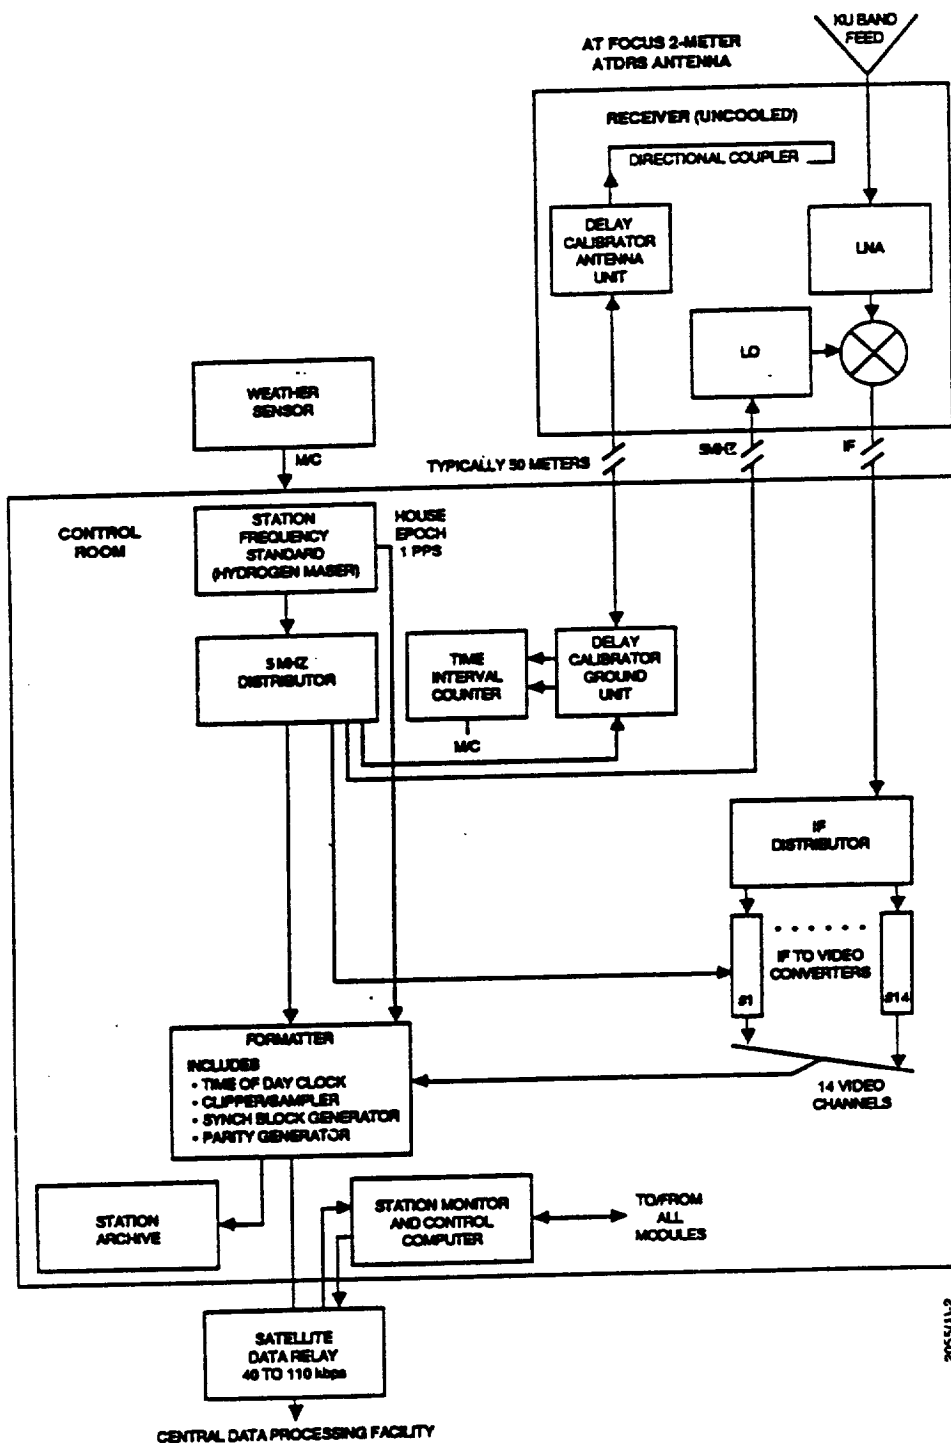 KU BAND
FEED
AT FOCUS 2-METER
ATDRS ANTENNA
RECEIVER (UNCOOLED)
DIRECTIONAL COUPLER
DELAY
CALIBRATOR
ANTENNA
UNIT
LNA
LO
WEATHER
SENSOR
M/C
TYPICALLY 50 METERS
5MHZ
IF
CONTROL
ROOM
STATION
FREQUENCY
STANDARD
(HYDROGEN MASER)
HOUSE
EPOCH
1 PPS
5 MHZ
DISTRIBUTOR
TIME
INTERVAL
COUNTER
DELAY
CALIBRATOR
GROUND
UNIT
M/C
IF
DISTRIBUTOR
IF TO VIDEO
CONVERTERS
#1
#14
14 VIDEO
CHANNELS
FORMATTER
INCLUDES
• TIME OF DAY CLOCK
• CLIPPER/SAMPLER
• SYNCH BLOCK GENERATOR
• PARITY GENERATOR
STATION
ARCHIVE
STATION MONITOR
AND CONTROL
COMPUTER
TO/FROM
ALL
MODULES
SATELLITE
DATA RELAY
40 TO 110 kbps
CENTRAL DATA PROCESSING FACILITY